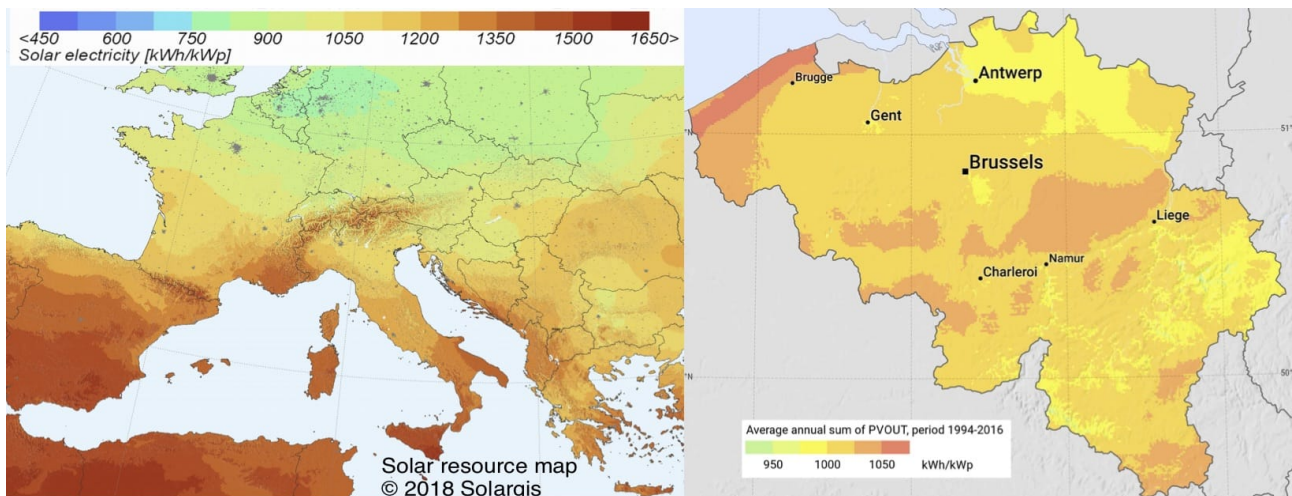 <450 600 750 900 1050 1200 1350 1500 1650>
Solar electricity [kWh/kWp]
Solar resource map
© 2018 Solargis
Brugge
Antwerp
Gent
51°
°N
Brussels
Liege
Namur
Charleroi
°N
50°
Average annual sum of PVOUT, period 1994-2016
950 1000 1050 kWh/kWp